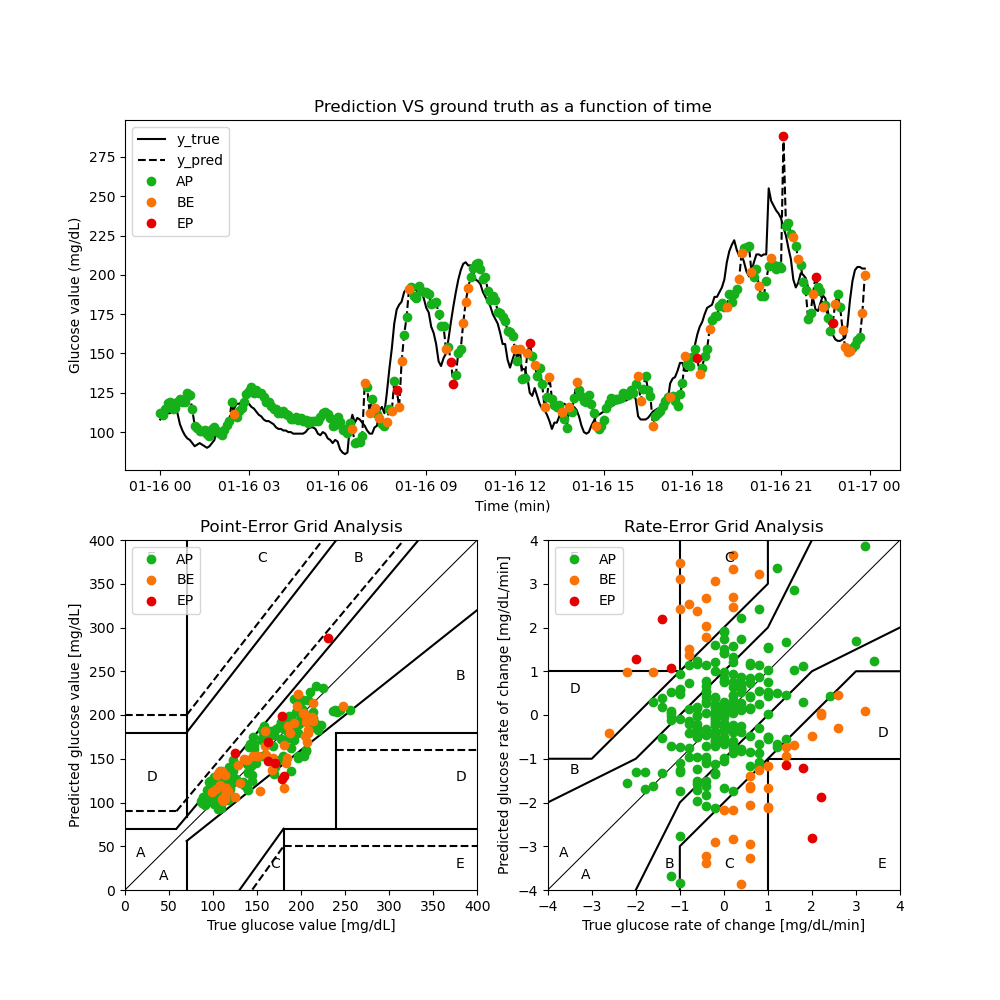 Prediction VS ground truth as a function of time
Glucose value (mg/dL)
275
250
225
200
175
150
125
100
y_true
y_pred
AP
BE
EP
01-16 00 01-16 03 01-16 06 01-16 09 01-16 12 01-16 15 01-16 18 01-16 21 01-17 00
Time (min)
Point-Error Grid Analysis
Predicted glucose value [mg/dL]
400
350
300
250
200
150
100
50
0
AP
BE
EP
C
B
B
D
D
A
A
C
E
0 50 100 150 200 250 300 350 400
True glucose value [mg/dL]
Rate-Error Grid Analysis
Predicted glucose rate of change [mg/dL/min]
4
3
2
1
0
−1
−2
−3
−4
AP
BE
EP
C
D
D
B
A
A
B
C
E
−4 −3 −2 −1 0 1 2 3 4
True glucose rate of change [mg/dL/min]